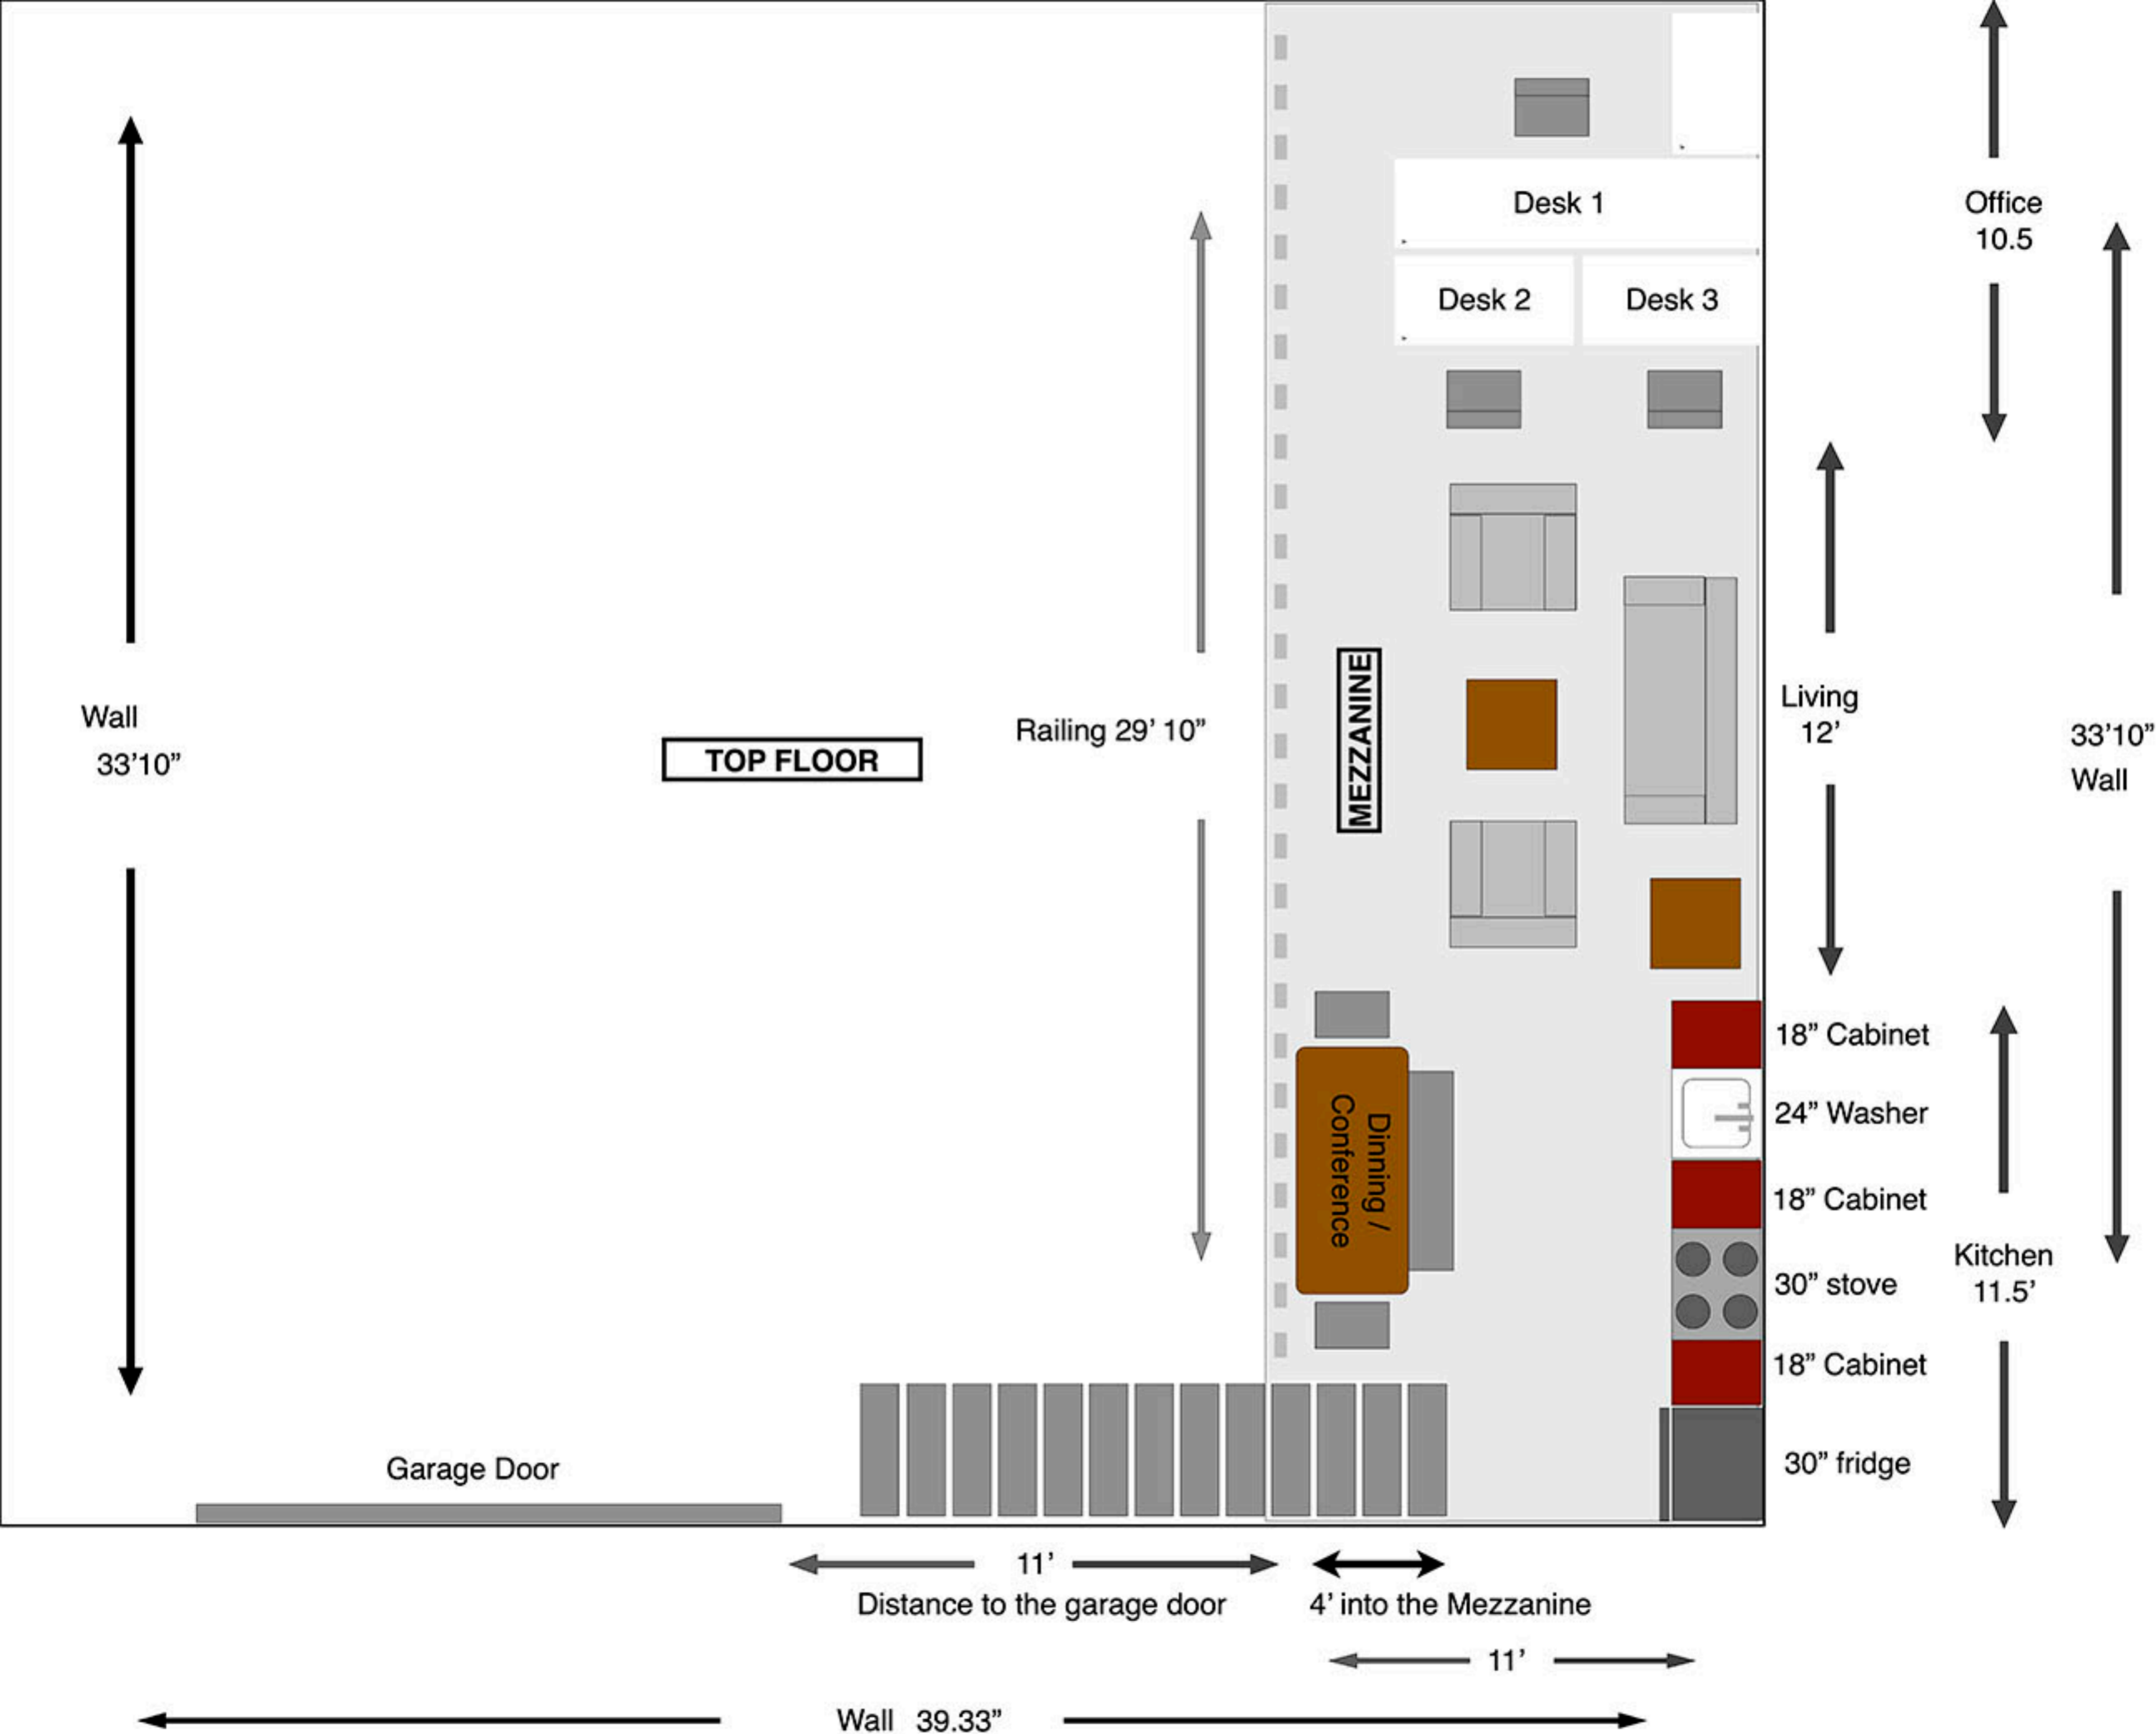 Desk 1
Office
10.5
Desk 2
Desk 3
Wall
33’10”
TOP FLOOR
Railing 29’ 10”
MEZZANINE
Living
12’
33’10”
Wall
18” Cabinet
24” Washer
Dinning /
Conference
18” Cabinet
Kitchen
11.5’
30” stove
18” Cabinet
30” fridge
Garage Door
11’
Distance to the garage door
4’ into the Mezzanine
11’
Wall 39.33”